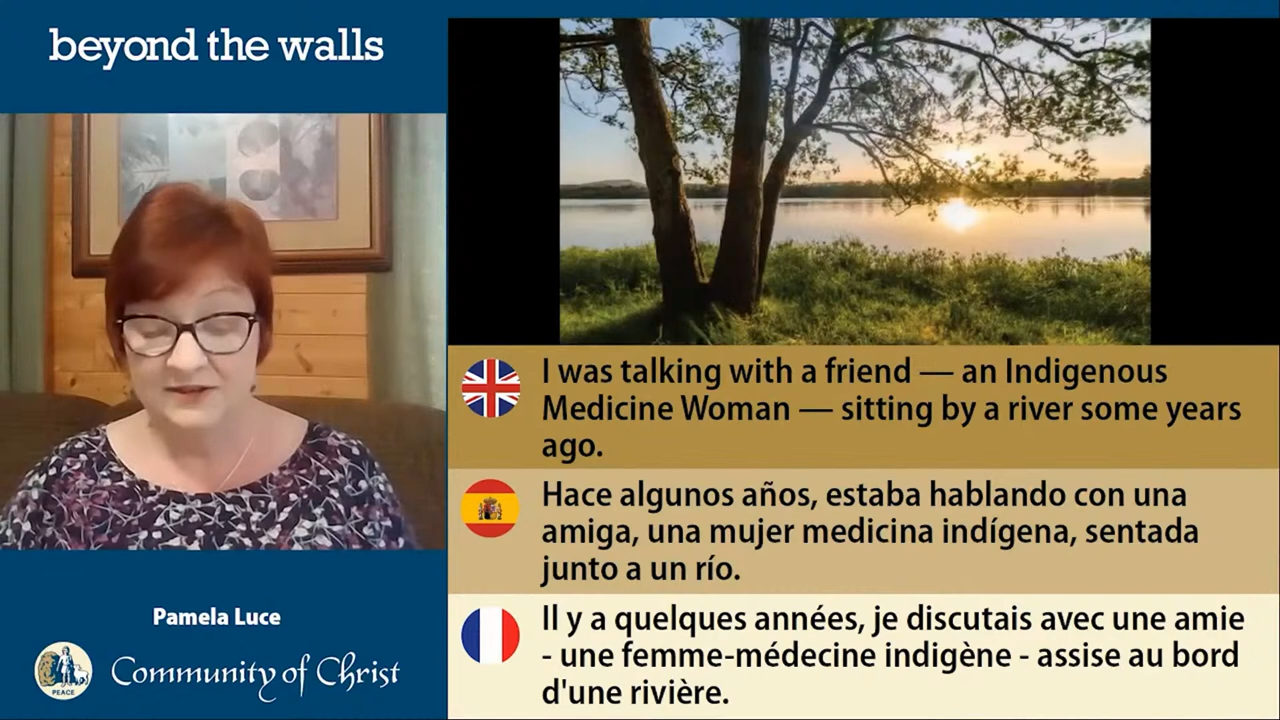 beyond the walls
I was talking with a friend — an Indigenous
Medicine Woman — sitting by a river some years
ago.
Hace algunos años, estaba hablando con una
amiga, una mujer medicina indígena, sentada
junto a un río.
Il y a quelques années, je discutais avec une amie
- une femme-médecine indigène - assise au bord
d'une rivière.
Pamela Luce
PEACE
Community of Christ